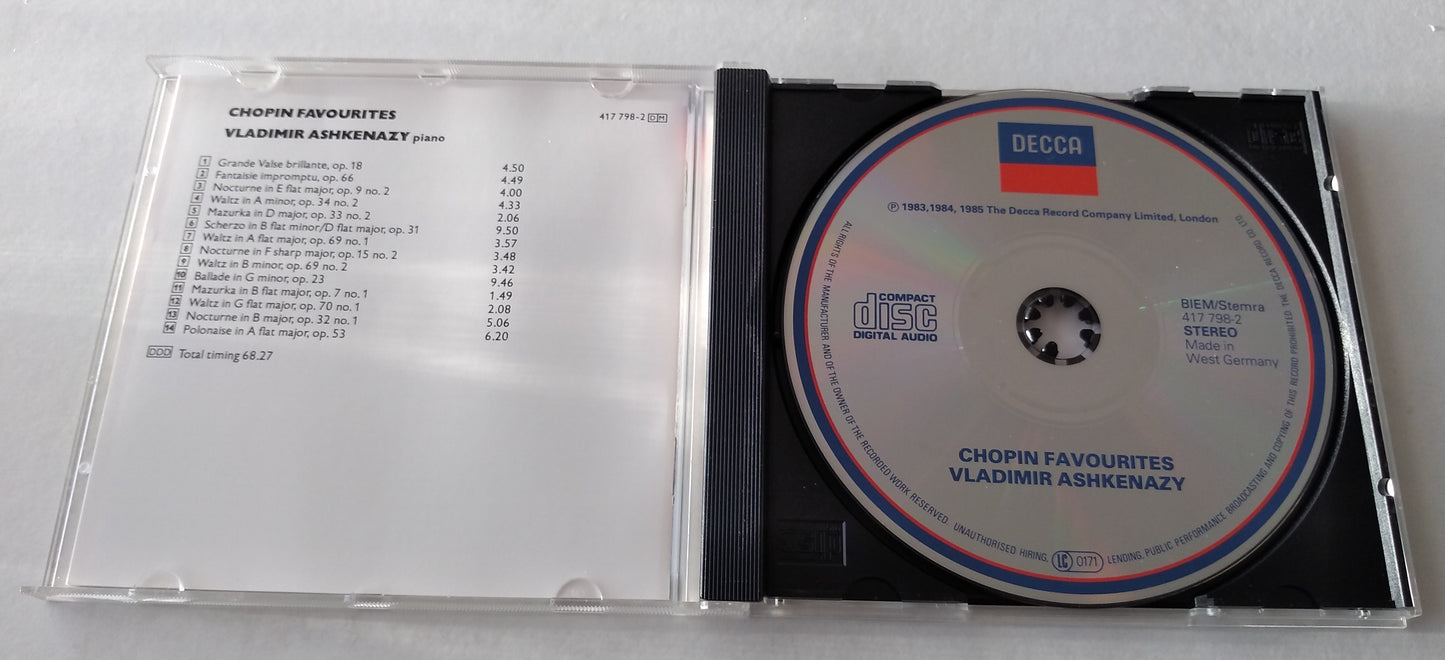 CHOPIN FAVOURITES
417 798-2 DM
VLADIMIR ASHKENAZY piano
1 Grande Valse brillante, op. 18 4.50
2 Fantaisie impromptu, op. 66 4.49
3 Nocturne in E flat major, op. 9 no. 2 4.00
4 Waltz in A minor, op. 34 no. 2 4.33
5 Mazurka in D major, op. 33 no. 2 2.06
6 Scherzo in B flat minor/D flat major, op. 31 9.50
7 Waltz in A flat major, op. 69 no. 1 3.57
8 Nocturne in F sharp major, op. 15 no. 2 3.48
9 Waltz in B minor, op. 69 no. 2 3.42
10 Ballade in G minor, op. 23 9.46
11 Mazurka in B flat major, op. 7 no. 1 1.49
12 Waltz in G flat major, op. 70 no. 1 2.08
13 Nocturne in B major, op. 32 no. 1 5.06
14 Polonaise in A flat major, op. 53 6.20
DDD Total timing 68.27
DECCA
℗ 1983, 1984, 1985 The Decca Record Company Limited, London
COMPACT
disc
DIGITAL AUDIO
BIEM/Stemra
417 798-2
STEREO
Made in
West Germany
CHOPIN FAVOURITES
VLADIMIR ASHKENAZY
ALL RIGHTS OF THE MANUFACTURER AND OF THE OWNER OF THE RECORDED WORK RESERVED. UNAUTHORISED HIRING, LC 0171 LENDING, PUBLIC PERFORMANCE BROADCASTING AND COPYING OF THIS RECORD PROHIBITED. THE DECCA RECORD CO. LTD.